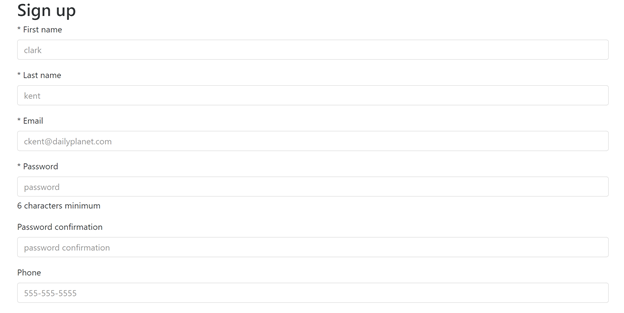 Sign up
* First name
clark
* Last name
kent
* Email
ckent@dailyplanet.com
* Password
password
6 characters minimum
Password confirmation
password confirmation
Phone
555-555-5555